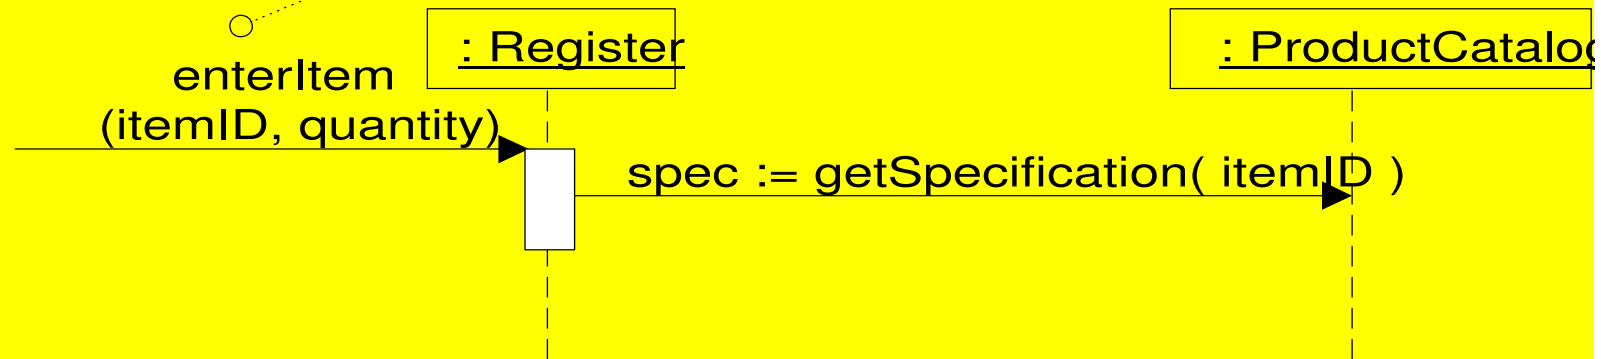 : Register
: ProductCatalog
enterItem
(itemID, quantity)
spec := getSpecification( itemID )